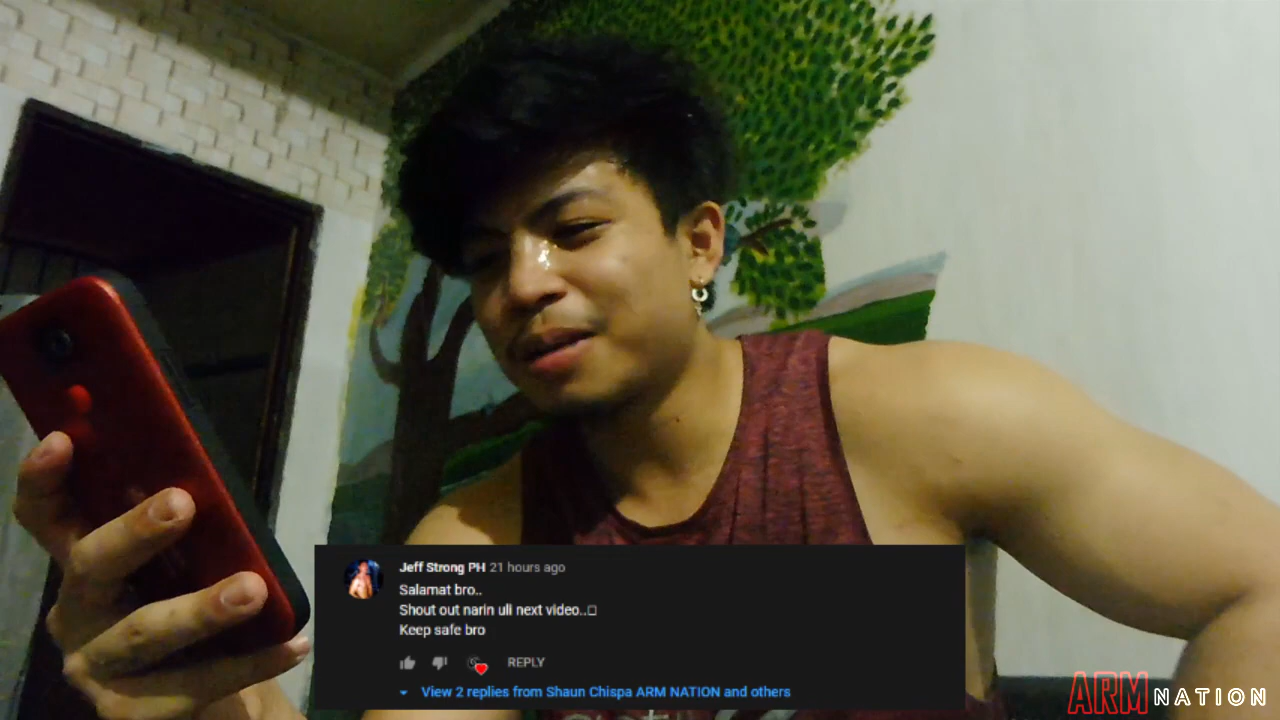 Jeff Strong PH 21 hours ago
Salamat bro..
Shout out narin uli next video..□
Keep safe bro
REPLY
View 2 replies from Shaun Chispa ARM NATION and others
ARM NATION